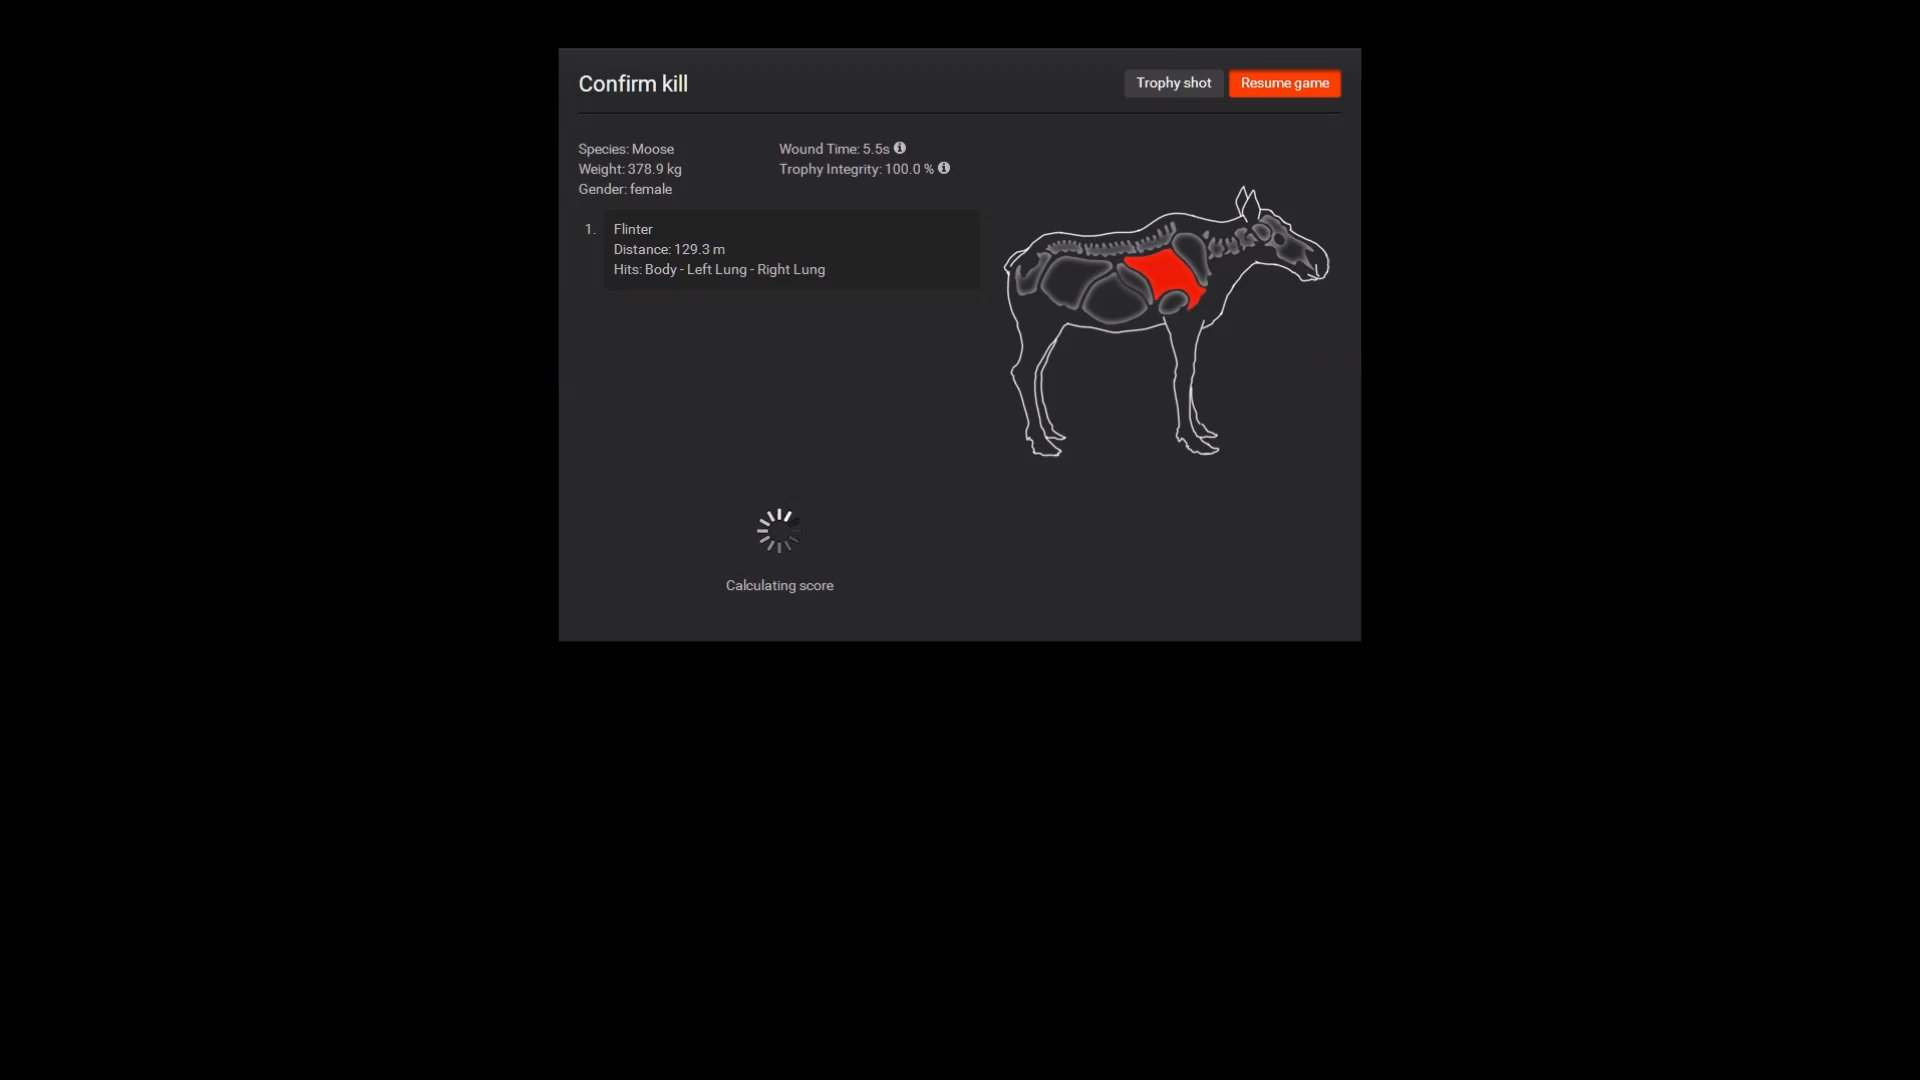 Confirm kill
Trophy shot
Resume game
Species: Moose
Weight: 378.9 kg
Gender: female
Wound Time: 5.5s
Trophy Integrity: 100.0 %
1.
Flinter
Distance: 129.3 m
Hits: Body - Left Lung - Right Lung
Calculating score